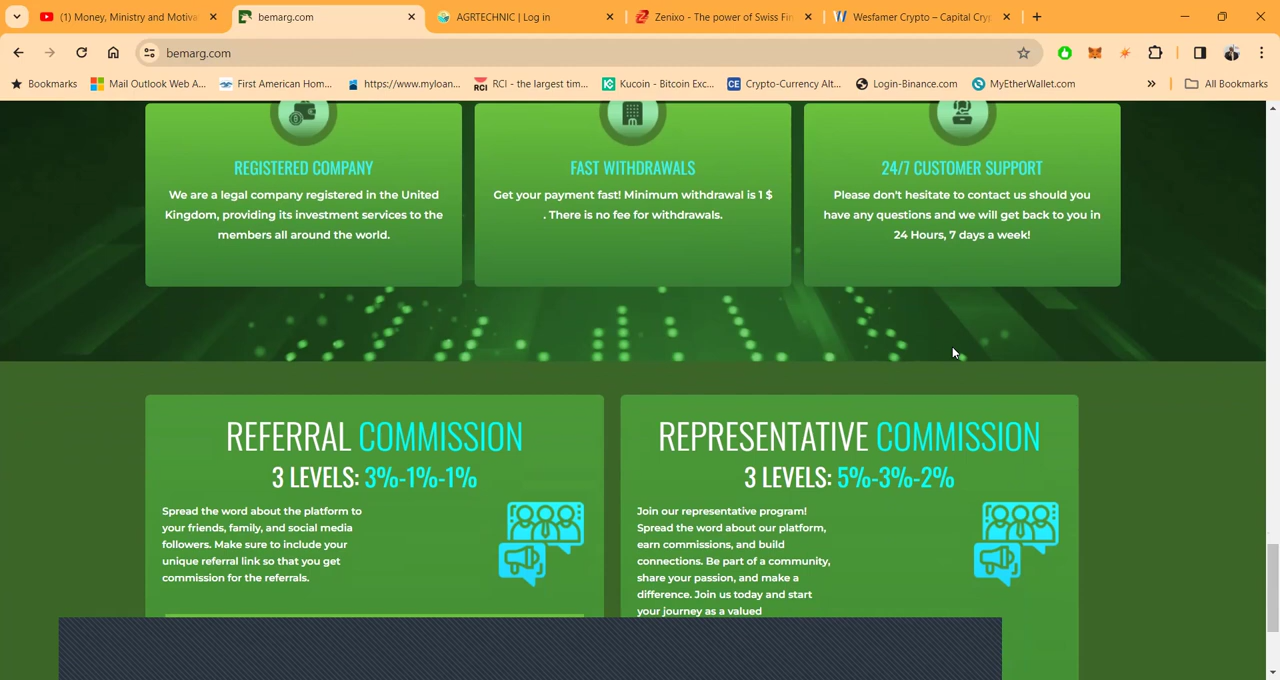 (1) Money, Ministry and Motiva
bemarg.com
AGRTECHNIC | Log in
Zenixo - The power of Swiss Fin
Wesfamer Crypto – Capital Cryp
bemarg.com
Bookmarks
Mail Outlook Web A...
First American Hom...
https://www.myloan...
RCI - the largest tim...
Kucoin - Bitcoin Exc...
Crypto-Currency Alt...
Login-Binance.com
MyEtherWallet.com
All Bookmarks
REGISTERED COMPANY
We are a legal company registered in the United
Kingdom, providing its investment services to the
members all around the world.
FAST WITHDRAWALS
Get your payment fast! Minimum withdrawal is 1 $
. There is no fee for withdrawals.
24/7 CUSTOMER SUPPORT
Please don't hesitate to contact us should you
have any questions and we will get back to you in
24 Hours, 7 days a week!
REFERRAL COMMISSION
3 LEVELS: 3%-1%-1%
Spread the word about the platform to
your friends, family, and social media
followers. Make sure to include your
unique referral link so that you get
commission for the referrals.
REPRESENTATIVE COMMISSION
3 LEVELS: 5%-3%-2%
Join our representative program!
Spread the word about our platform,
earn commissions, and build
connections. Be part of a community,
share your passion, and make a
difference. Join us today and start
your journey as a valued